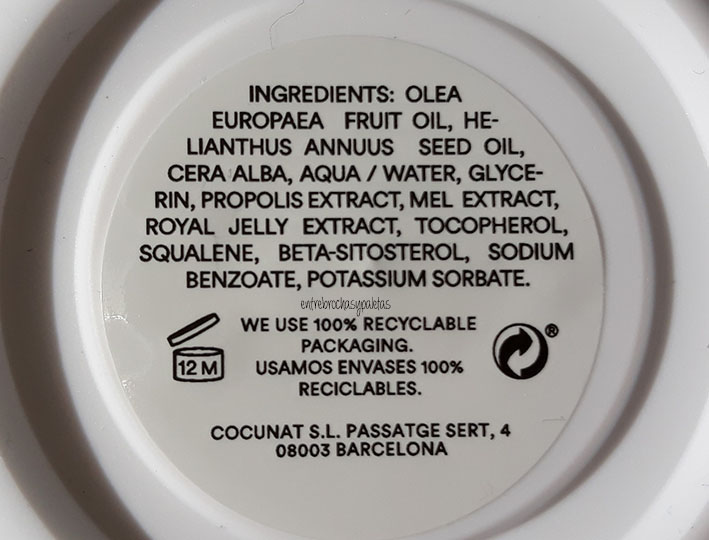 INGREDIENTS: OLEA
EUROPAEA FRUIT OIL, HE-
LIANTHUS ANNUUS SEED OIL,
CERA ALBA, AQUA / WATER, GLYCE-
RIN, PROPOLIS EXTRACT, MEL EXTRACT,
ROYAL JELLY EXTRACT, TOCOPHEROL,
SQUALENE, BETA-SITOSTEROL, SODIUM
BENZOATE, POTASSIUM SORBATE.
entrebrochasypaletas
WE USE 100% RECYCLABLE
PACKAGING.
USAMOS ENVASES 100%
RECICLABLES.
12 M
®
COCUNAT S.L. PASSATGE SERT, 4
08003 BARCELONA